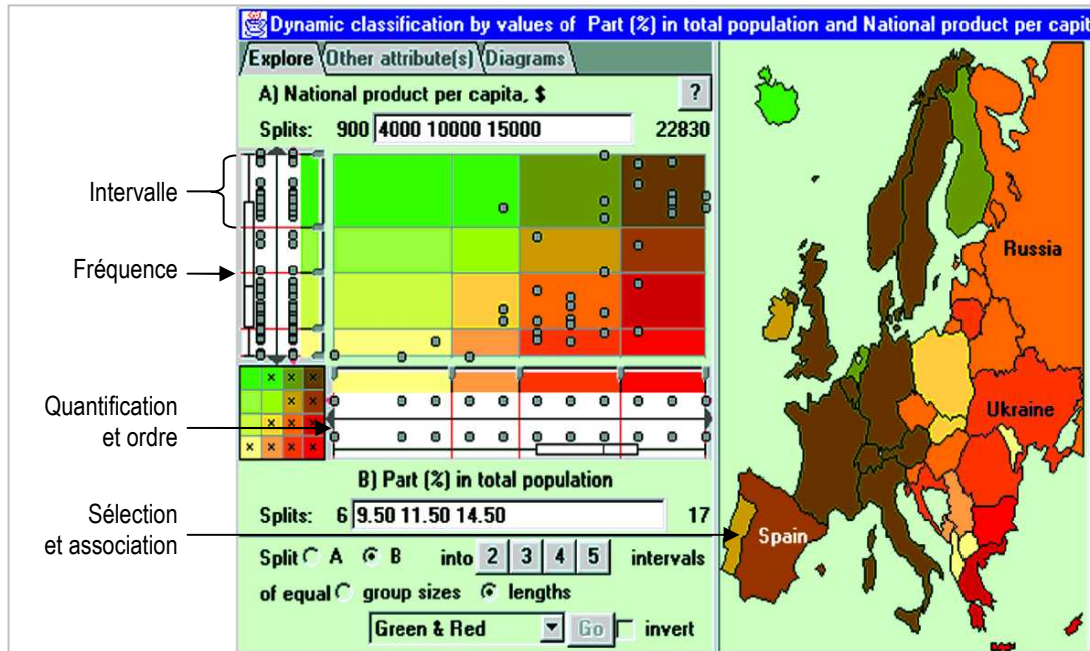 Dynamic classification by values of Part (%) in total population and National product per capit
Explore Other attribute(s) Diagrams
A) National product per capita, $
?
Splits: 900 4000 10000 15000 22830
Intervalle
Fréquence
Quantification
et ordre
Sélection
et association
B) Part (%) in total population
Splits: 6 9.50 11.50 14.50 17
Split A B into 2 3 4 5 intervals
of equal group sizes lengths
Green & Red Go invert
Russia
Ukraine
Spain